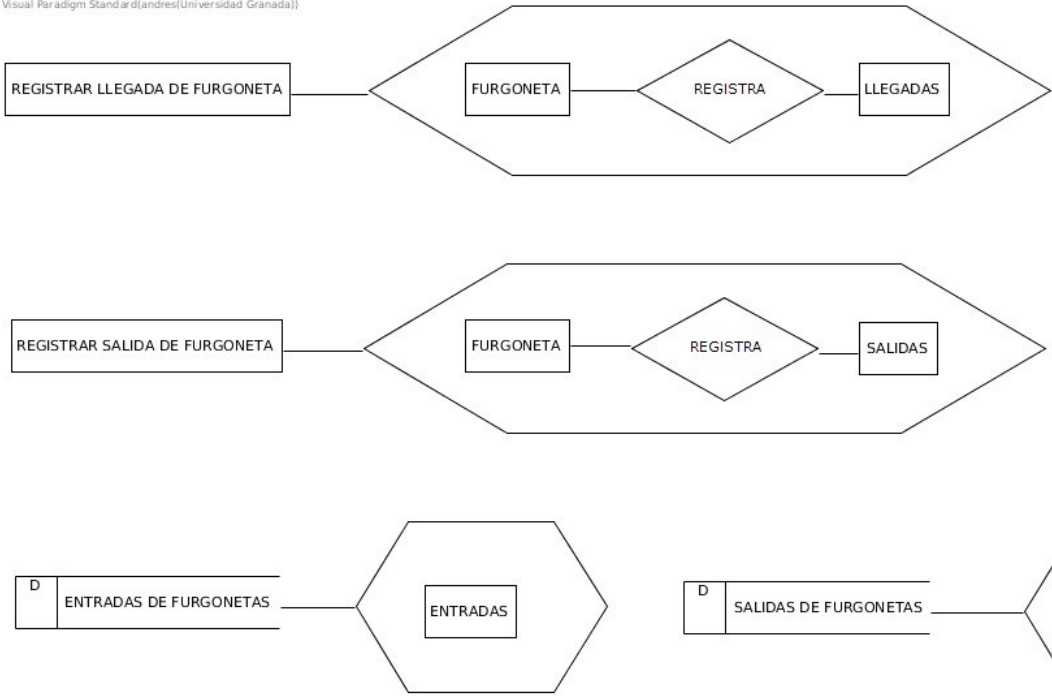 Visual Paradigm Standard(andres(Universidad Granada))
REGISTRAR LLEGADA DE FURGONETA
FURGONETA
REGISTRA
LLEGADAS
REGISTRAR SALIDA DE FURGONETA
FURGONETA
REGISTRA
SALIDAS
D
ENTRADAS DE FURGONETAS
ENTRADAS
D
SALIDAS DE FURGONETAS